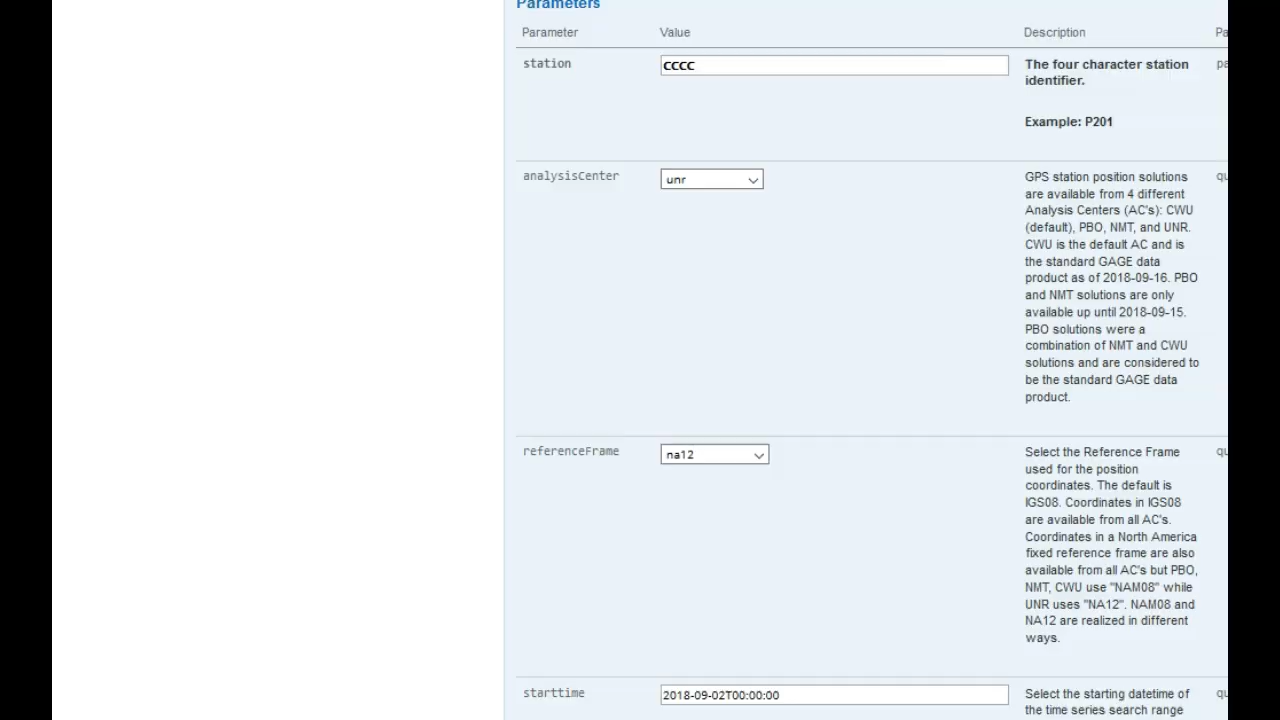 Parameters
Parameter Value Description Pa
station CCCC The four character station pa
identifier.
Example: P201
analysisCenter unr GPS station position solutions qu
are available from 4 different
Analysis Centers (AC's): CWU
(default), PBO, NMT, and UNR.
CWU is the default AC and is
the standard GAGE data
product as of 2018-09-16. PBO
and NMT solutions are only
available up until 2018-09-15.
PBO solutions were a
combination of NMT and CWU
solutions and are considered to
be the standard GAGE data
product.
referenceFrame na12 Select the Reference Frame qu
used for the position
coordinates. The default is
IGS08. Coordinates in IGS08
are available from all AC's.
Coordinates in a North America
fixed reference frame are also
available from all AC's but PBO,
NMT, CWU use "NAM08" while
UNR uses "NA12". NAM08 and
NA12 are realized in different
ways.
starttime 2018-09-02T00:00:00 Select the starting datetime of qu
the time series search range